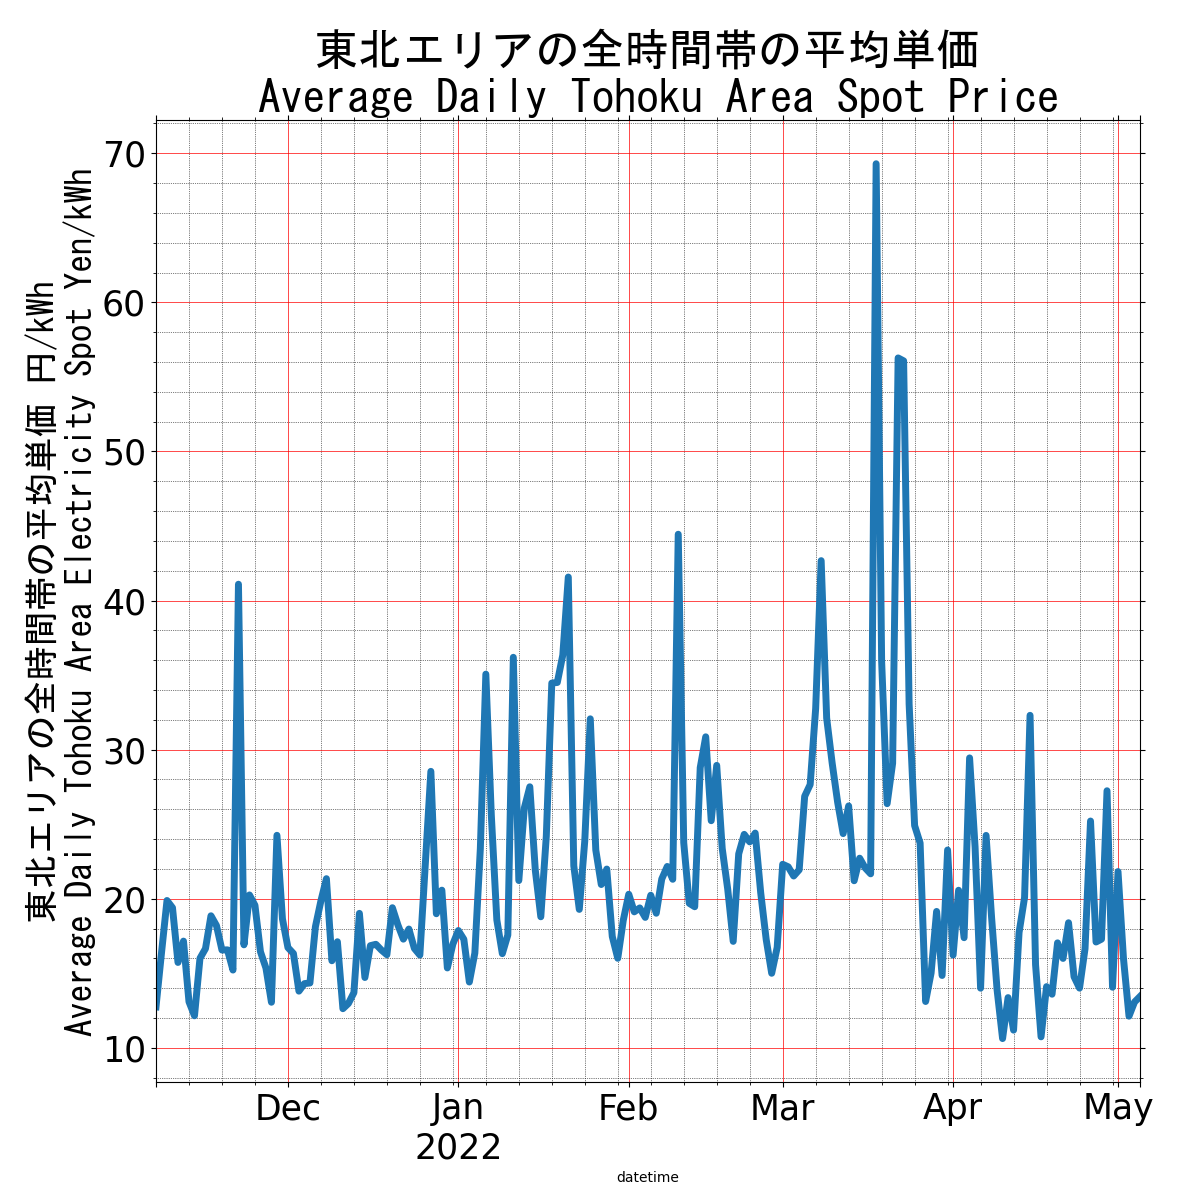 東北エリアの全時間帯の平均単価
Average Daily Tohoku Area Spot Price
東北エリアの全時間帯の平均単価 円/kWh
Average Daily Tohoku Area Electricity Spot Yen/kWh
70
60
50
40
30
20
10
Dec
Jan
2022
Feb
Mar
Apr
May
datetime